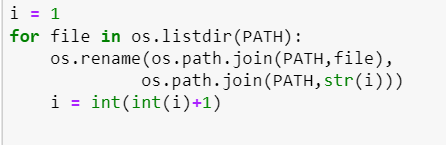 i = 1
for file in os.listdir(PATH):
    os.rename(os.path.join(PATH,file),
             os.path.join(PATH,str(i)))
    i = int(int(i)+1)